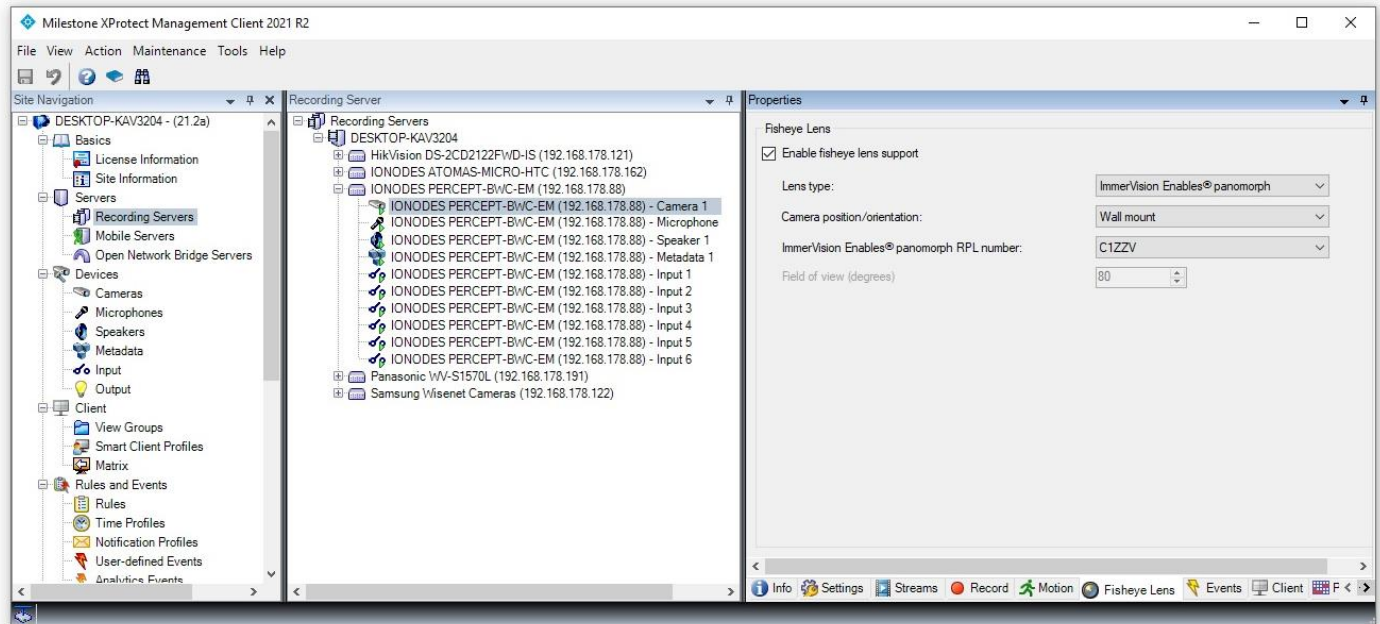 Milestone XProtect Management Client 2021 R2
File View Action Maintenance Tools Help
Site Navigation
DESKTOP-KAV3204 - (21.2a)
Basics
License Information
Site Information
Servers
Recording Servers
Mobile Servers
Open Network Bridge Servers
Devices
Cameras
Microphones
Speakers
Metadata
Input
Output
Client
View Groups
Smart Client Profiles
Matrix
Rules and Events
Rules
Time Profiles
Notification Profiles
User-defined Events
Analytics Events
Recording Server
Recording Servers
DESKTOP-KAV3204
HikVision DS-2CD2122FWD-IS (192.168.178.121)
IONODES ATOMAS-MICRO-HTC (192.168.178.162)
IONODES PERCEPT-BWC-EM (192.168.178.88)
IONODES PERCEPT-BWC-EM (192.168.178.88) - Camera 1
IONODES PERCEPT-BWC-EM (192.168.178.88) - Microphone
IONODES PERCEPT-BWC-EM (192.168.178.88) - Speaker 1
IONODES PERCEPT-BWC-EM (192.168.178.88) - Metadata 1
IONODES PERCEPT-BWC-EM (192.168.178.88) - Input 1
IONODES PERCEPT-BWC-EM (192.168.178.88) - Input 2
IONODES PERCEPT-BWC-EM (192.168.178.88) - Input 3
IONODES PERCEPT-BWC-EM (192.168.178.88) - Input 4
IONODES PERCEPT-BWC-EM (192.168.178.88) - Input 5
IONODES PERCEPT-BWC-EM (192.168.178.88) - Input 6
Panasonic WV-S1570L (192.168.178.191)
Samsung Wisenet Cameras (192.168.178.122)
Properties
Fisheye Lens
Enable fisheye lens support
Lens type: ImmerVision Enables® panomorph
Camera position/orientation: Wall mount
ImmerVision Enables® panomorph RPL number: C1ZZV
Field of view (degrees) 80
Info Settings Streams Record Motion Fisheye Lens Events Client P